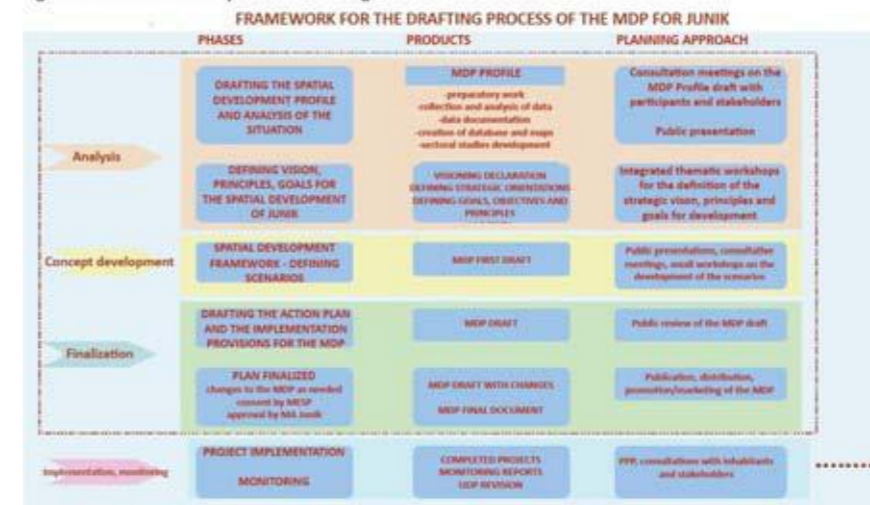 FRAMEWORK FOR THE DRAFTING PROCESS OF THE MDP FOR JUNIK
PHASES
PRODUCTS
PLANNING APPROACH
Analysis
DRAFTING THE SPATIAL
DEVELOPMENT PROFILE
AND ANALYSIS OF THE
SITUATION
MDP PROFILE
-preparatory work
-collection and analysis of data
-data documentation
-creation of database and maps
-sectoral studies development
Consultation meetings on the
MDP Profile draft with
participants and stakeholders
Public presentation
DEFINING VISION,
PRINCIPLES, GOALS FOR
THE SPATIAL DEVELOPMENT
OF JUNIK
VISIONING DECLARATION
DEFINING STRATEGIC ORIENTATIONS
DEFINING GOALS, OBJECTIVES AND
PRINCIPLES
Integrated thematic workshops
for the definition of the
strategic vison, principles and
goals for development
Concept development
SPATIAL DEVELOPMENT
FRAMEWORK - DEFINING
SCENARIOS
MDP FIRST DRAFT
Public presentations, consultative
meetings, small workshops on the
development of the scenarios
Finalization
DRAFTING THE ACTION PLAN
AND THE IMPLEMENTATION
PROVISIONS FOR THE MDP
MDP DRAFT
Public review of the MDP draft
PLAN FINALIZED
changes to the MDP as needed
consent by MESP
approval by MA Junik
MDP DRAFT WITH CHANGES
MDP FINAL DOCUMENT
Publication, distribution,
promotion/marketing of the MDP
Implementation, monitoring
PROJECT IMPLEMENTATION
MONITORING
COMPLETED PROJECTS
MONITORING REPORTS
UDP REVISION
PPP, consultations with inhabitants
and stakeholders